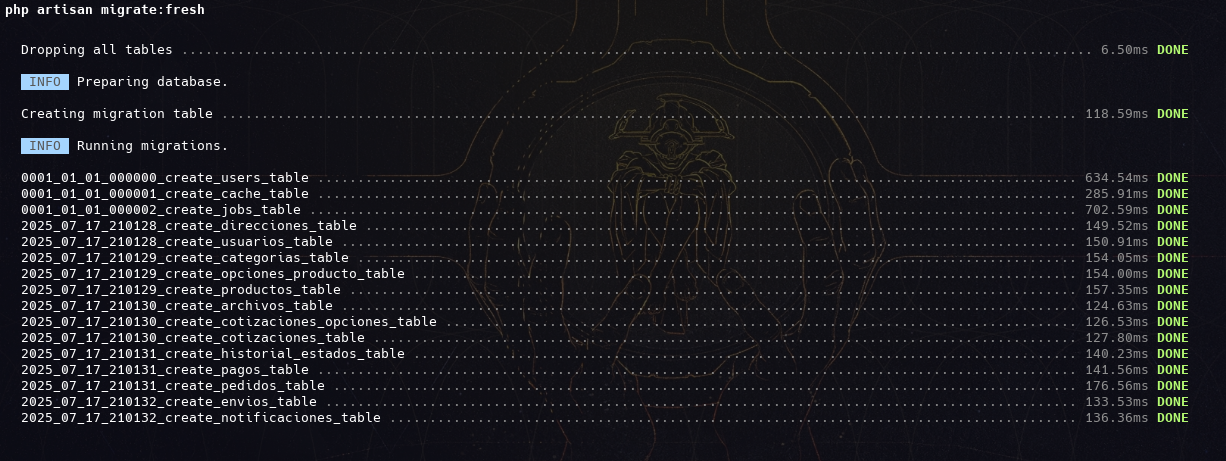 php artisan migrate:fresh
Dropping all tables ........................................................................................................................ 6.50ms DONE
INFO Preparing database.
Creating migration table ................................................................................................................. 118.59ms DONE
INFO Running migrations.
0001_01_01_000000_create_users_table ..................................................................................................... 634.54ms DONE
0001_01_01_000001_create_cache_table ..................................................................................................... 285.91ms DONE
0001_01_01_000002_create_jobs_table ...................................................................................................... 702.59ms DONE
2025_07_17_210128_create_direcciones_table ............................................................................................... 149.52ms DONE
2025_07_17_210128_create_usuarios_table .................................................................................................. 150.91ms DONE
2025_07_17_210129_create_categorias_table ................................................................................................ 154.05ms DONE
2025_07_17_210129_create_opciones_producto_table ......................................................................................... 154.00ms DONE
2025_07_17_210129_create_productos_table ................................................................................................. 157.35ms DONE
2025_07_17_210130_create_archivos_table .................................................................................................. 124.63ms DONE
2025_07_17_210130_create_cotizaciones_opciones_table ..................................................................................... 126.53ms DONE
2025_07_17_210130_create_cotizaciones_table .............................................................................................. 127.80ms DONE
2025_07_17_210131_create_historial_estados_table ......................................................................................... 140.23ms DONE
2025_07_17_210131_create_pagos_table ..................................................................................................... 141.56ms DONE
2025_07_17_210131_create_pedidos_table ................................................................................................... 176.56ms DONE
2025_07_17_210132_create_envios_table .................................................................................................... 133.53ms DONE
2025_07_17_210132_create_notificaciones_table ............................................................................................ 136.36ms DONE